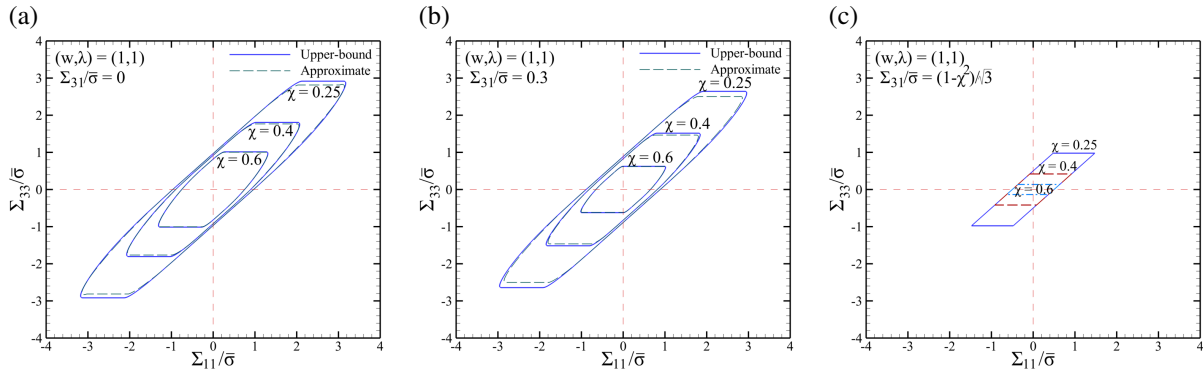 (a)
(w,λ) = (1,1)
Σ31/σ̄ = 0
Upper-bound
Approximate
χ = 0.25
χ = 0.4
χ = 0.6
Σ33/σ̄
4
3
2
1
0
-1
-2
-3
-4
-4 -3 -2 -1 0 1 2 3 4
Σ11/σ̄
(b)
(w,λ) = (1,1)
Σ31/σ̄ = 0.3
Upper-bound
Approximate
χ = 0.25
χ = 0.4
χ = 0.6
Σ33/σ̄
4
3
2
1
0
-1
-2
-3
-4
-4 -3 -2 -1 0 1 2 3 4
Σ11/σ̄
(c)
(w,λ) = (1,1)
Σ31/σ̄ = (1-χ²)/√3
χ = 0.25
χ = 0.4
χ = 0.6
Σ33/σ̄
4
3
2
1
0
-1
-2
-3
-4
-4 -3 -2 -1 0 1 2 3 4
Σ11/σ̄